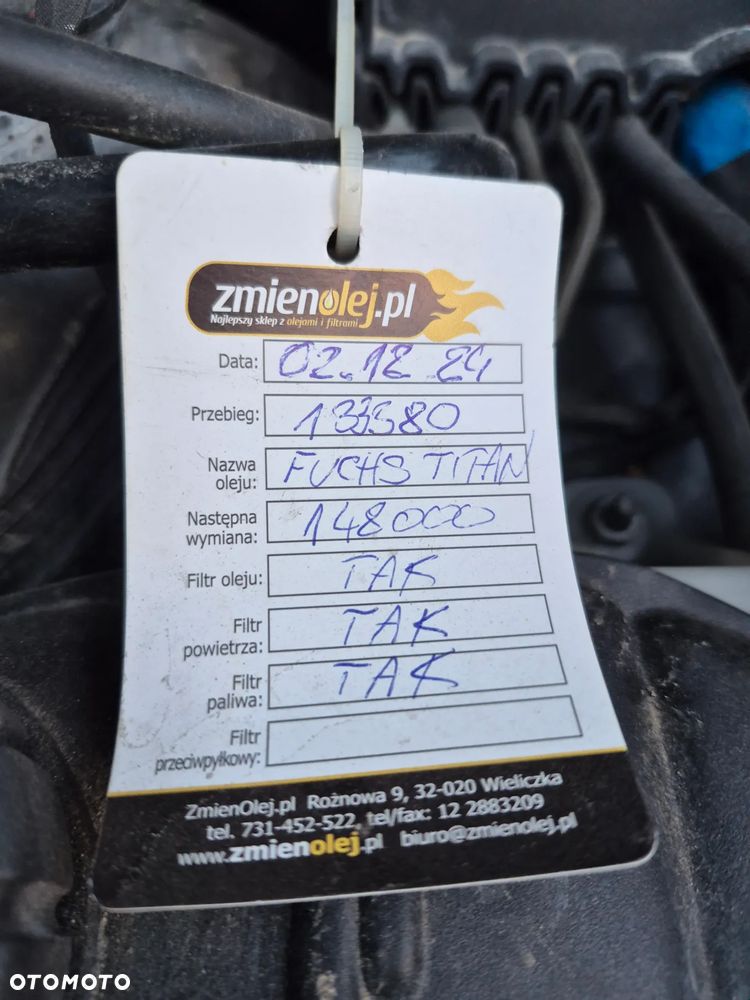 zmienolej.pl
Najlepszy sklep z olejami i filtrami
Data: 02.12.24
Przebieg: 133580
Nazwa oleju: FUCHS TITAN
Następna wymiana: 148000
Filtr oleju: TAK
Filtr powietrza: TAK
Filtr paliwa: TAK
Filtr przeciwpyłkowy:
ZmienOlej.pl Rożnowa 9, 32-020 Wieliczka
tel. 731-452-522, tel/fax: 12 2883209
www.zmienolej.pl biuro@zmienolej.pl
OTOMOTO